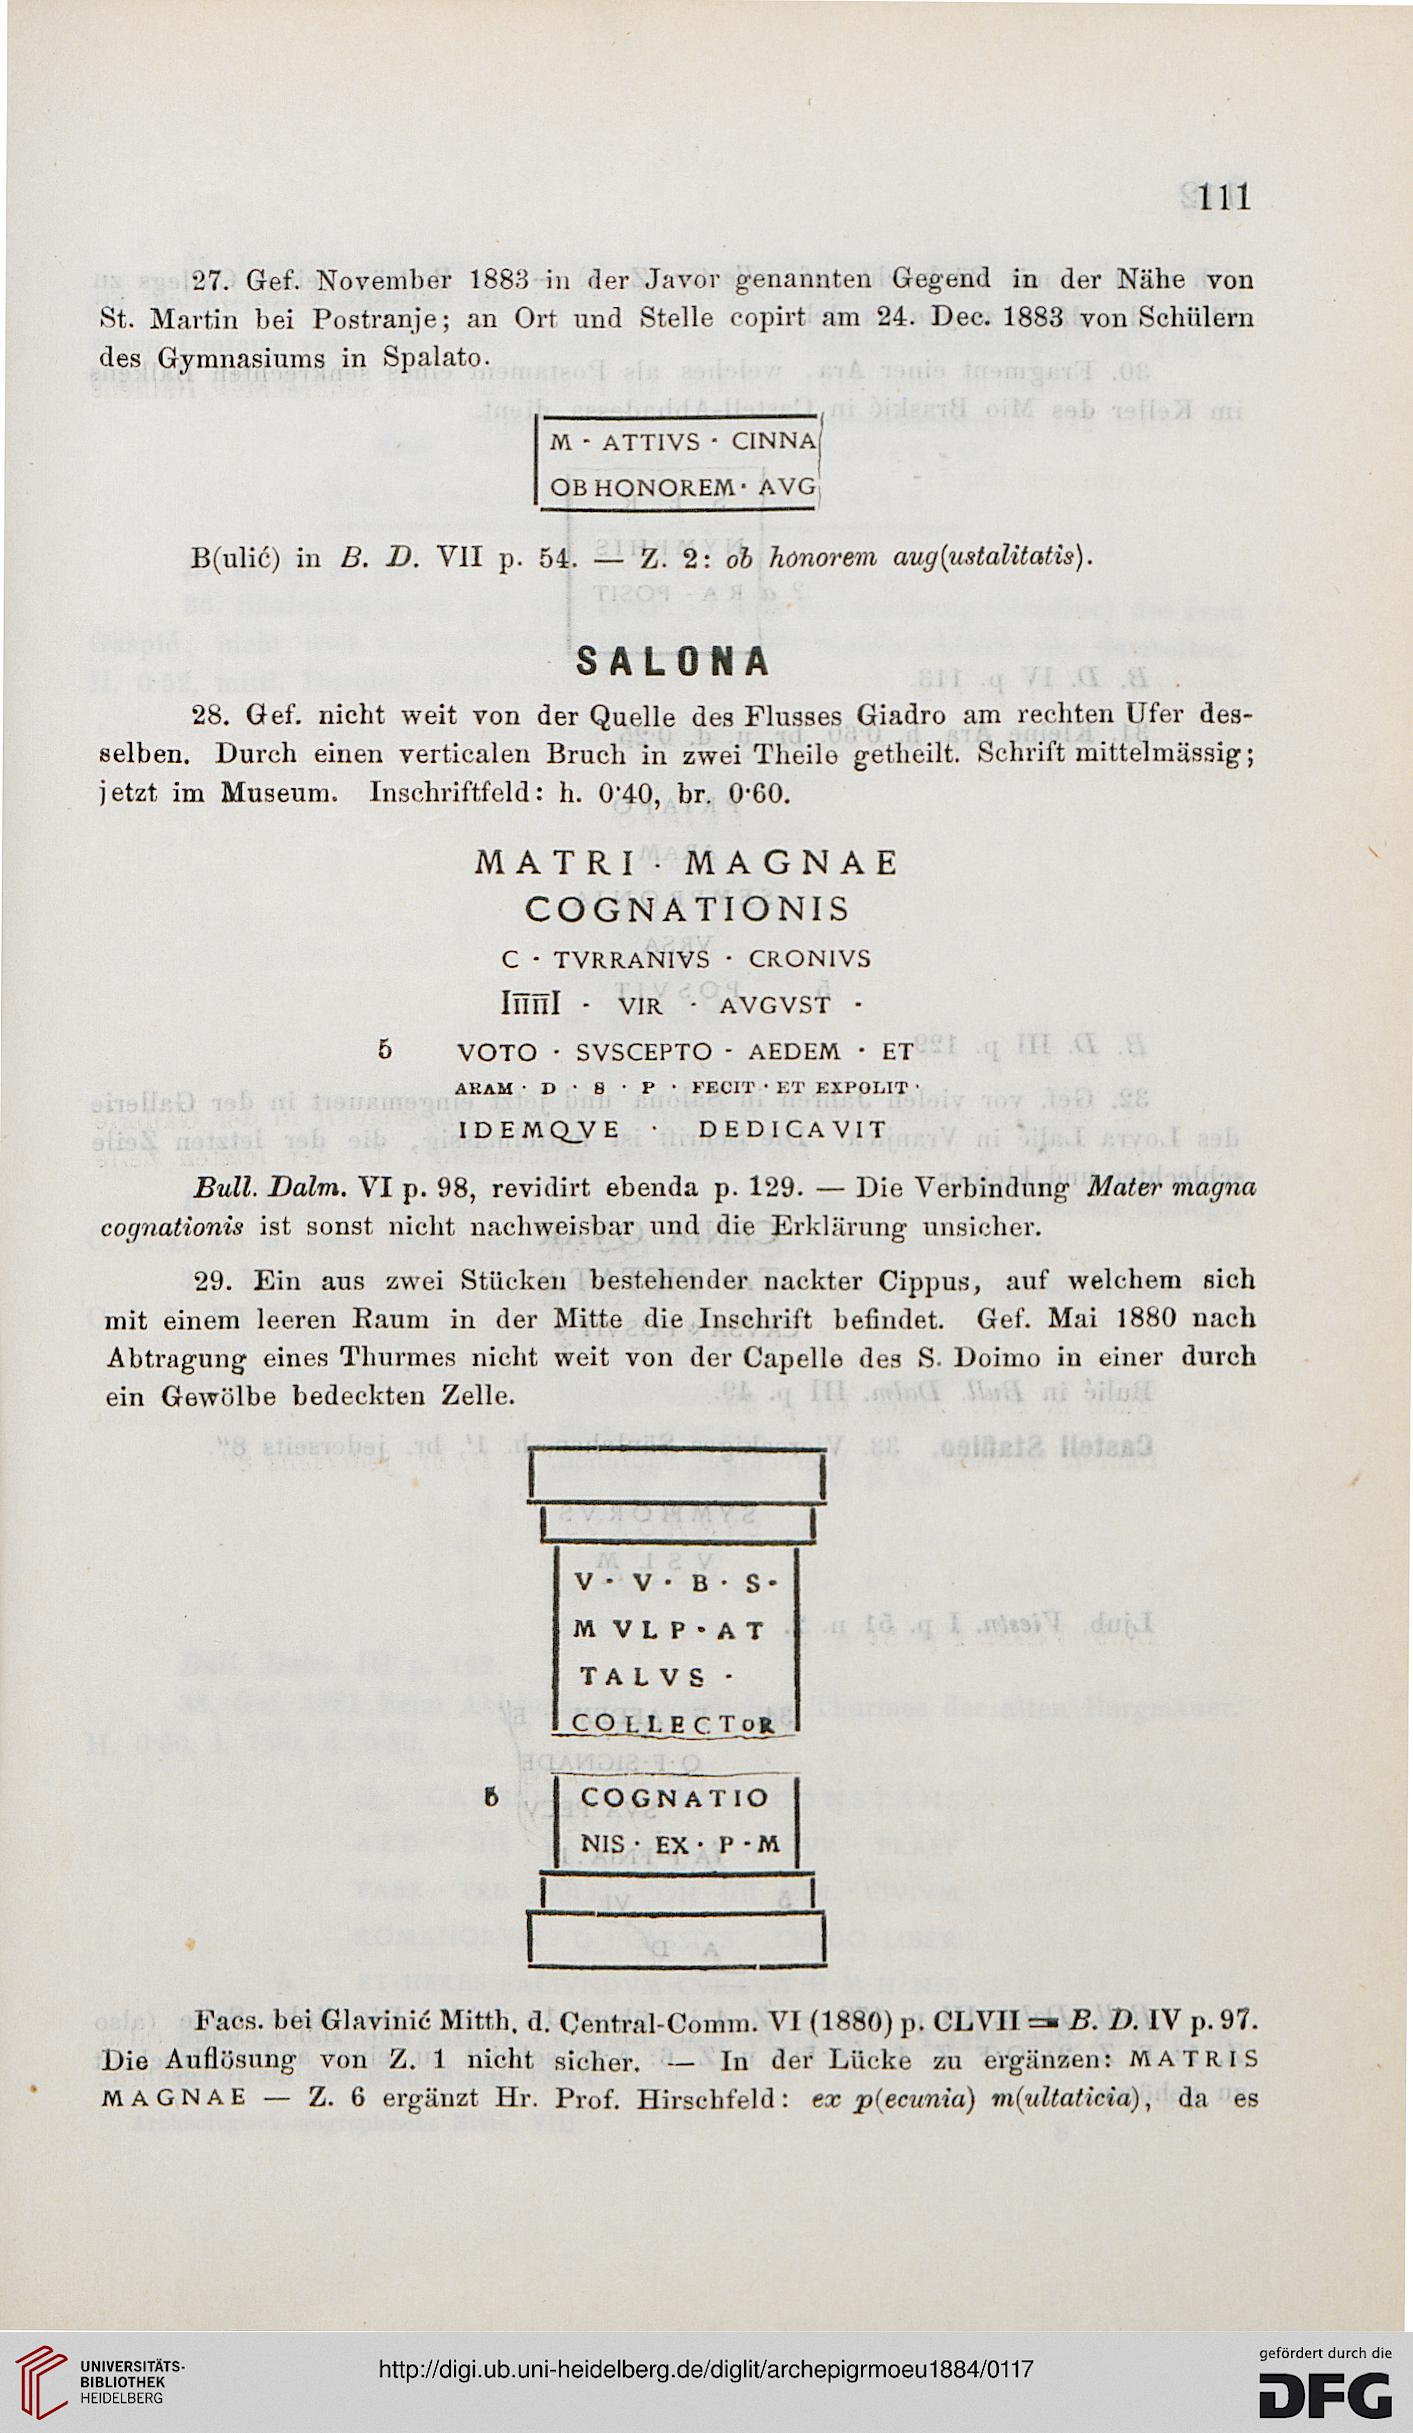 111
27. Gef. November 1883 in der Javor genannten Gegend in der Nähe von
St. Martin bei Postranje; an Ort und Stelle copirt am 24. Dec. 1883 von Schülern
des Gymnasiums in Spalato.
M · ATTIVS · CINNA
OB HONOREM · AVG
B(ulić) in B. D. VII p. 54. — Z. 2: ob honorem aug(ustalitatis).
SALONA
28. Gef. nicht weit von der Quelle des Flusses Giadro am rechten Ufer des-
selben. Durch einen verticalen Bruch in zwei Theile getheilt. Schrift mittelmässig;
jetzt im Museum. Inschriftfeld: h. 0·40, br. 0·60.
MATRI · MAGNAE
COGNATIONIS
C · TVRRANIVS · CRONIVS
IIIIII · VIR · AVGVST ·
5 VOTO · SVSCEPTO · AEDEM · ET
ARAM · D · S · P · FECIT · ET EXPOLIT ·
IDEMQVE · DEDICAVIT
Bull. Dalm. VI p. 98, revidirt ebenda p. 129. — Die Verbindung Mater magna
cognationis ist sonst nicht nachweisbar und die Erklärung unsicher.
29. Ein aus zwei Stücken bestehender nackter Cippus, auf welchem sich
mit einem leeren Raum in der Mitte die Inschrift befindet. Gef. Mai 1880 nach
Abtragung eines Thurmes nicht weit von der Capelle des S. Doimo in einer durch
ein Gewölbe bedeckten Zelle.
V · V · B · S ·
M VLP · AT
TALVS ·
COLLECToR
5 COGNATIO
NIS · EX · P · M
Facs. bei Glavinić Mitth. d. Central-Comm. VI (1880) p. CLVII = B. D. IV p. 97.
Die Auflösung von Z. 1 nicht sicher. — In der Lücke zu ergänzen: MATRIS
MAGNAE — Z. 6 ergänzt Hr. Prof. Hirschfeld: ex p(ecunia) m(ultaticia), da es
UNIVERSITÄTS-
BIBLIOTHEK
HEIDELBERG
http://digi.ub.uni-heidelberg.de/diglit/archepigrmoeu1884/0117
gefördert durch die
DFG